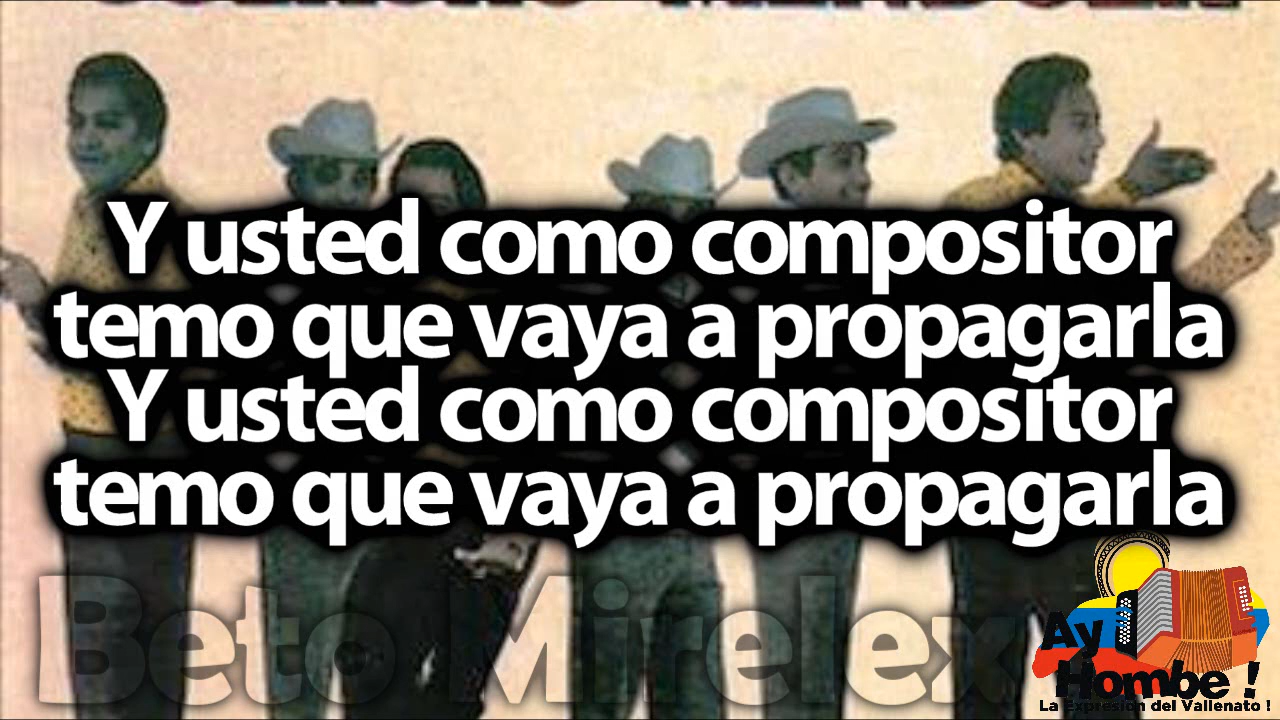 Y usted como compositor
temo que vaya a propagarla
Y usted como compositor
temo que vaya a propagarla
Beto Mirelex
Ay
Hombe !
La Expresión del Vallenato !